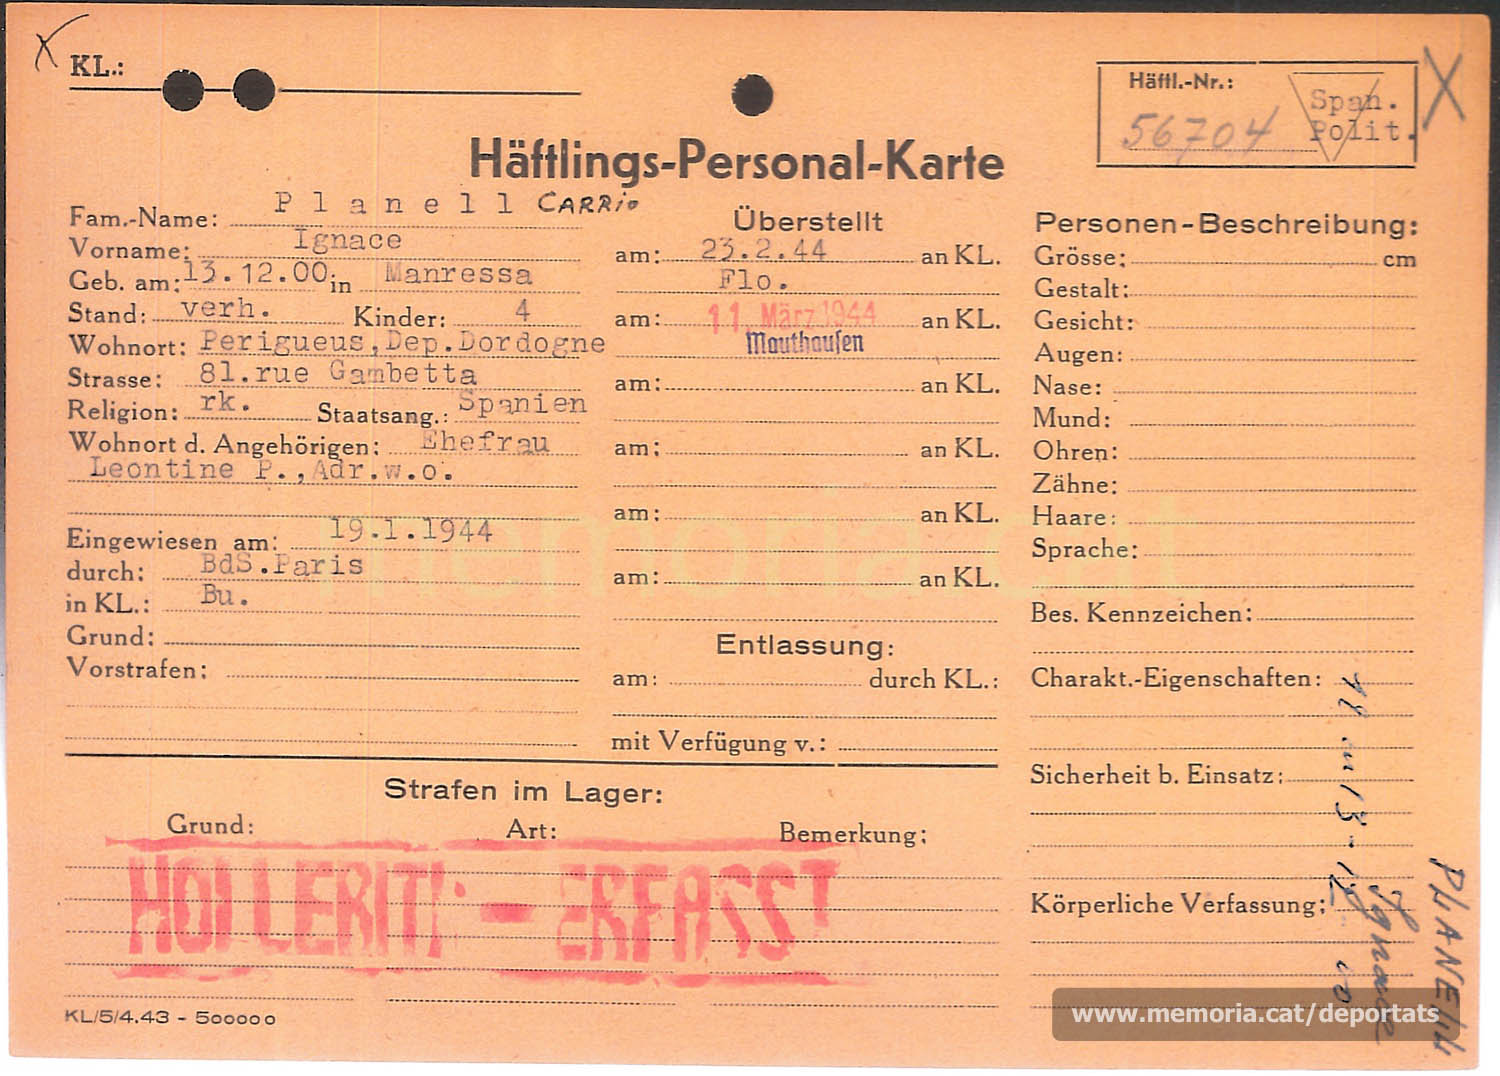 KL.:
Häftl.-Nr.:
56704
Span.
Polit.
Häftlings-Personal-Karte
Fam.-Name: Planell CARRIO
Vorname: Ignace
Geb. am: 13.12.00 in Manressa
Stand: verh. Kinder: 4
Wohnort: Perigueus, Dep. Dordogne
Strasse: 81.rue Gambetta
Religion: rk. Staatsang.: Spanien
Wohnort d. Angehörigen: Ehefrau
Leontine P., Adr.w.o.
Eingewiesen am: 19.1.1944
durch: BdS.Paris
in KL.: Bu.
Grund:
Vorstrafen:
Überstellt
am: 23.2.44 an KL.
Flo.
am: 11. März 1944 an KL.
Mauthausen
am: an KL.
am: an KL.
am: an KL.
am: an KL.
Entlassung:
am: durch KL.:
mit Verfügung v.:
Personen-Beschreibung:
Grösse: cm
Gestalt:
Gesicht:
Augen:
Nase:
Mund:
Ohren:
Zähne:
Haare:
Sprache:
Bes. Kennzeichen:
Charakt.-Eigenschaften:
Sicherheit b. Einsatz:
Körperliche Verfassung:
Strafen im Lager:
Grund: Art: Bemerkung:
HOLLERITH - ERFASST
KL/5/4.43 - 500000
PLANELL
Ignace
memoria.cat
www.memoria.cat/deportats